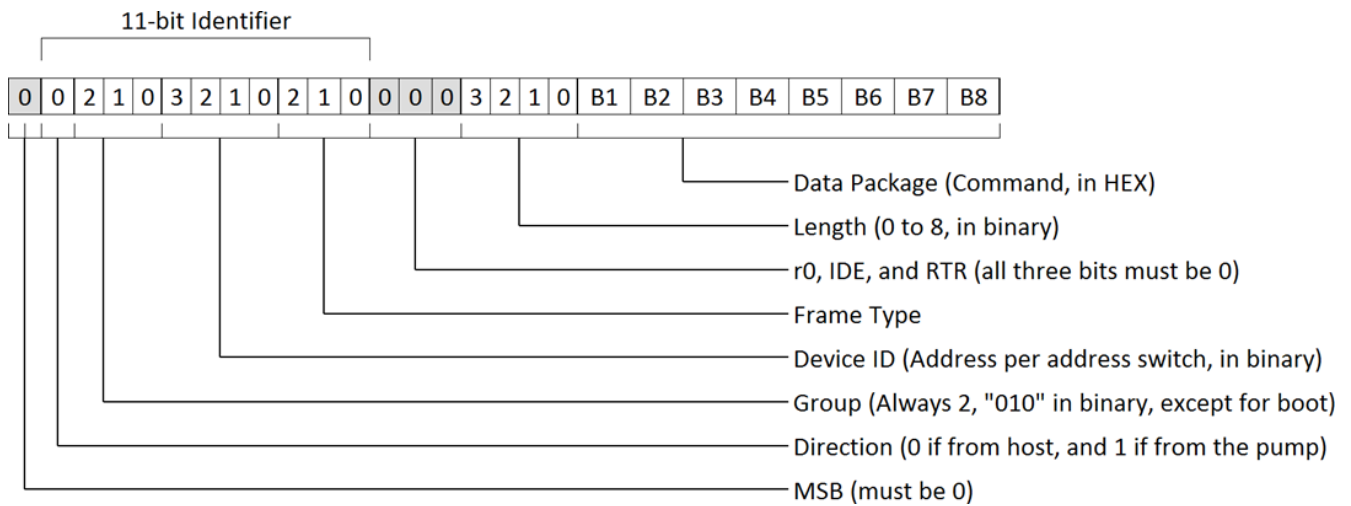 11-bit Identifier
0 0 2 1 0 3 2 1 0 2 1 0 0 0 0 3 2 1 0 B1 B2 B3 B4 B5 B6 B7 B8
Data Package (Command, in HEX)
Length (0 to 8, in binary)
r0, IDE, and RTR (all three bits must be 0)
Frame Type
Device ID (Address per address switch, in binary)
Group (Always 2, "010" in binary, except for boot)
Direction (0 if from host, and 1 if from the pump)
MSB (must be 0)